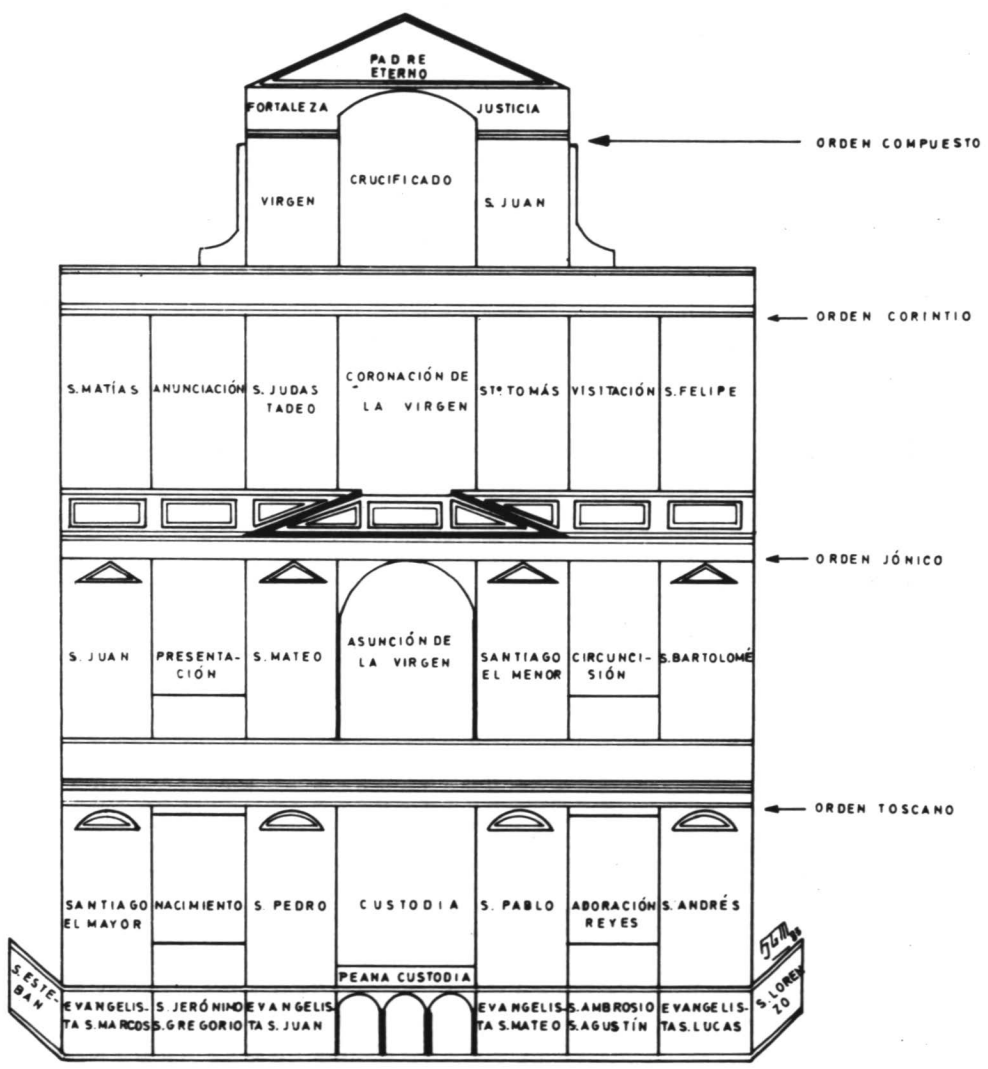 PADRE
ETERNO
FORTALEZA
JUSTICIA
ORDEN COMPUESTO
VIRGEN
CRUCIFICADO
S. JUAN
ORDEN CORINTIO
S. MATÍAS
ANUNCIACIÓN
S. JUDAS
TADEO
CORONACIÓN DE
LA VIRGEN
STO TOMÁS
VISITACIÓN
S. FELIPE
ORDEN JÓNICO
S. JUAN
PRESENTA-
CIÓN
S. MATEO
ASUNCIÓN DE
LA VIRGEN
SANTIAGO
EL MENOR
CIRCUNCI-
SIÓN
S. BARTOLOMÉ
ORDEN TOSCANO
SANTIAGO
EL MAYOR
NACIMIENTO
S. PEDRO
CUSTODIA
S. PABLO
ADORACIÓN
REYES
S. ANDRÉS
PEANA CUSTODIA
S. ESTE-
BAN
EVANGELIS-
TA S. MARCOS
S. JERÓNIMO
S. GREGORIO
EVANGELIS-
TA S. JUAN
EVANGELIS-
TA S. MATEO
S. AMBROSIO
S. AGUSTÍN
EVANGELIS-
TA S. LUCAS
S. LOREN
ZO